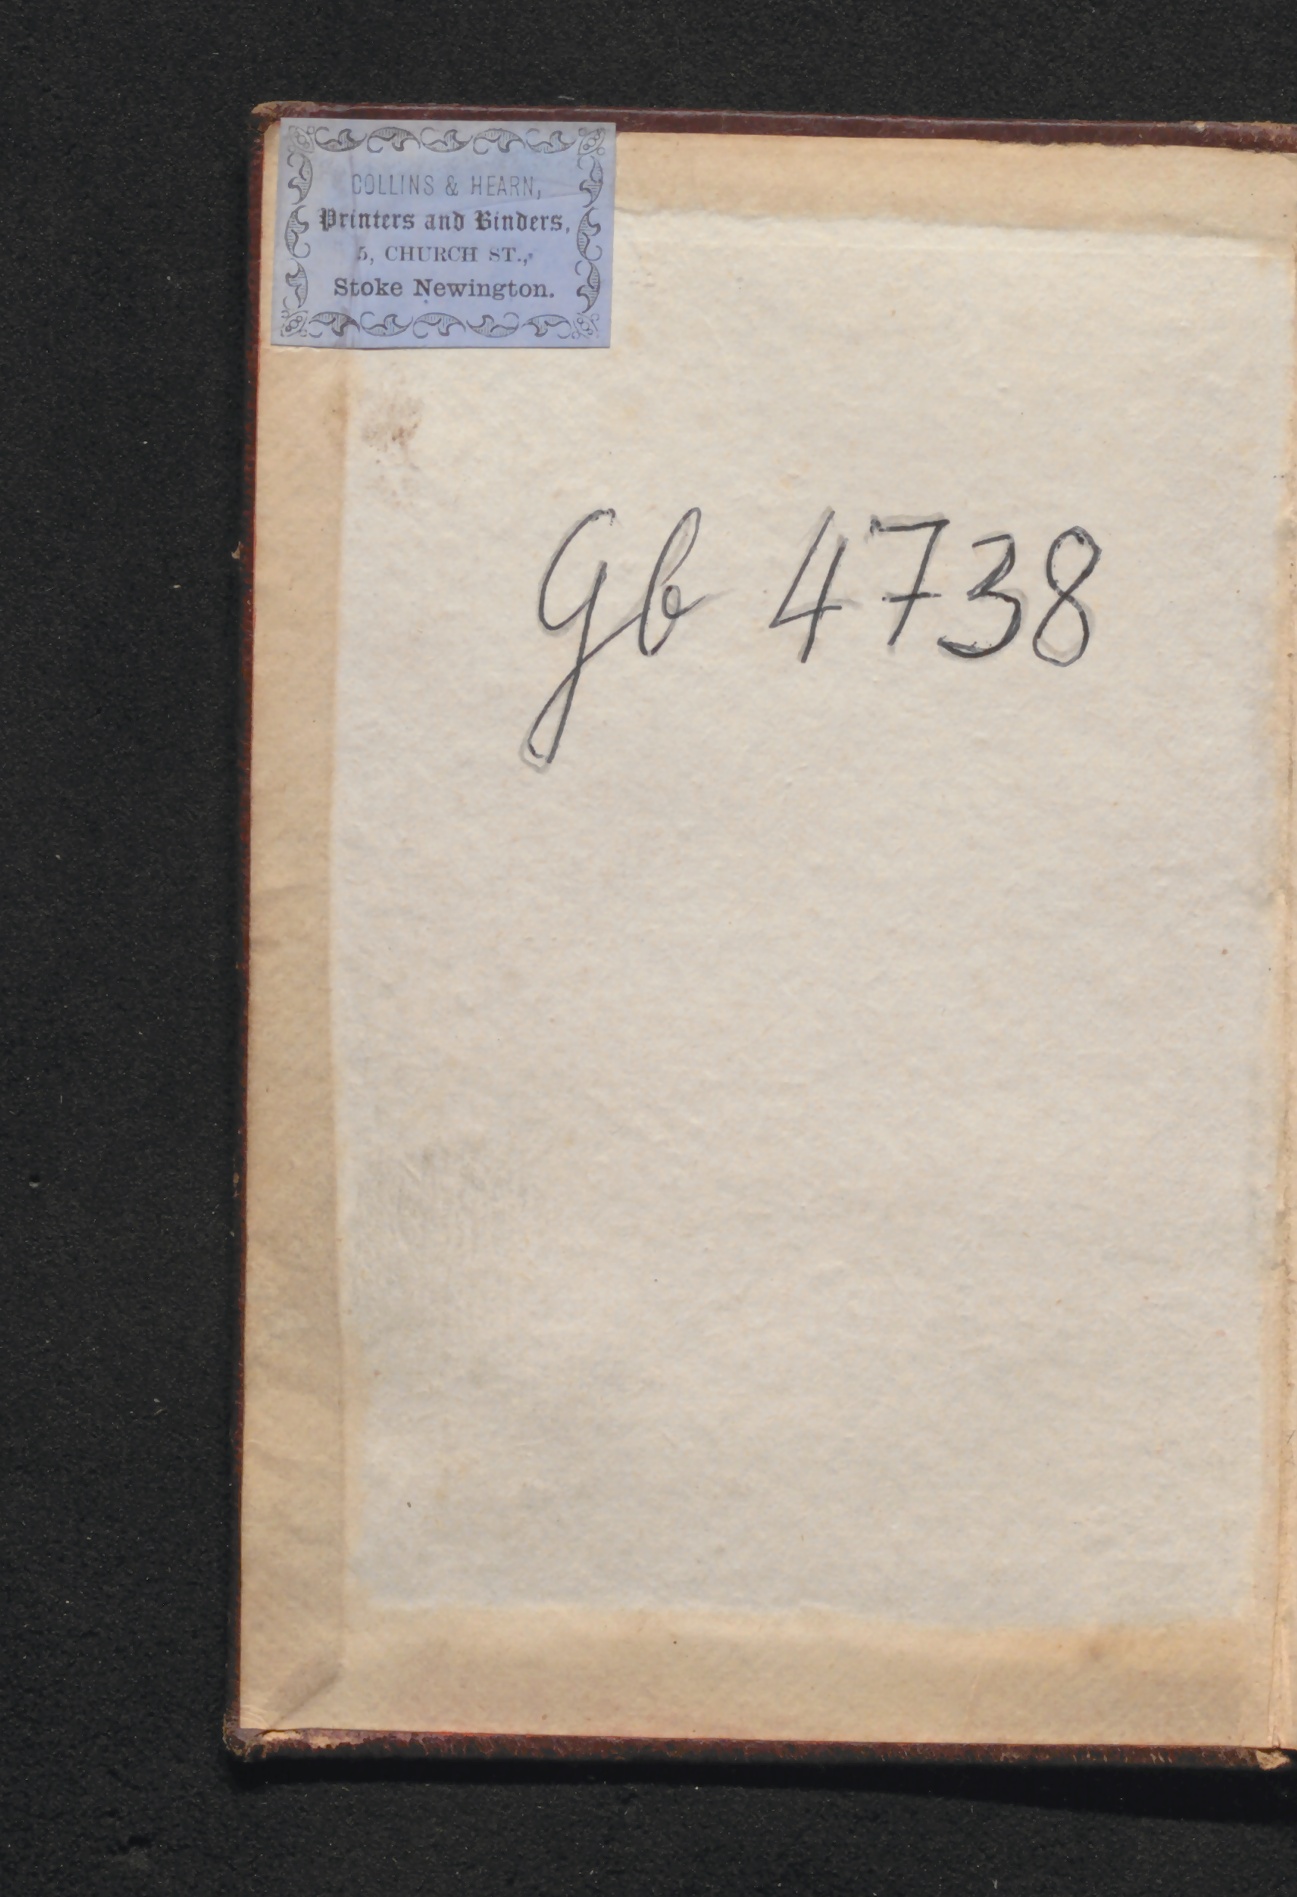 COLLINS & HEARN,
Printers and Binders,
5, CHURCH ST.,
Stoke Newington.
Gb 4738